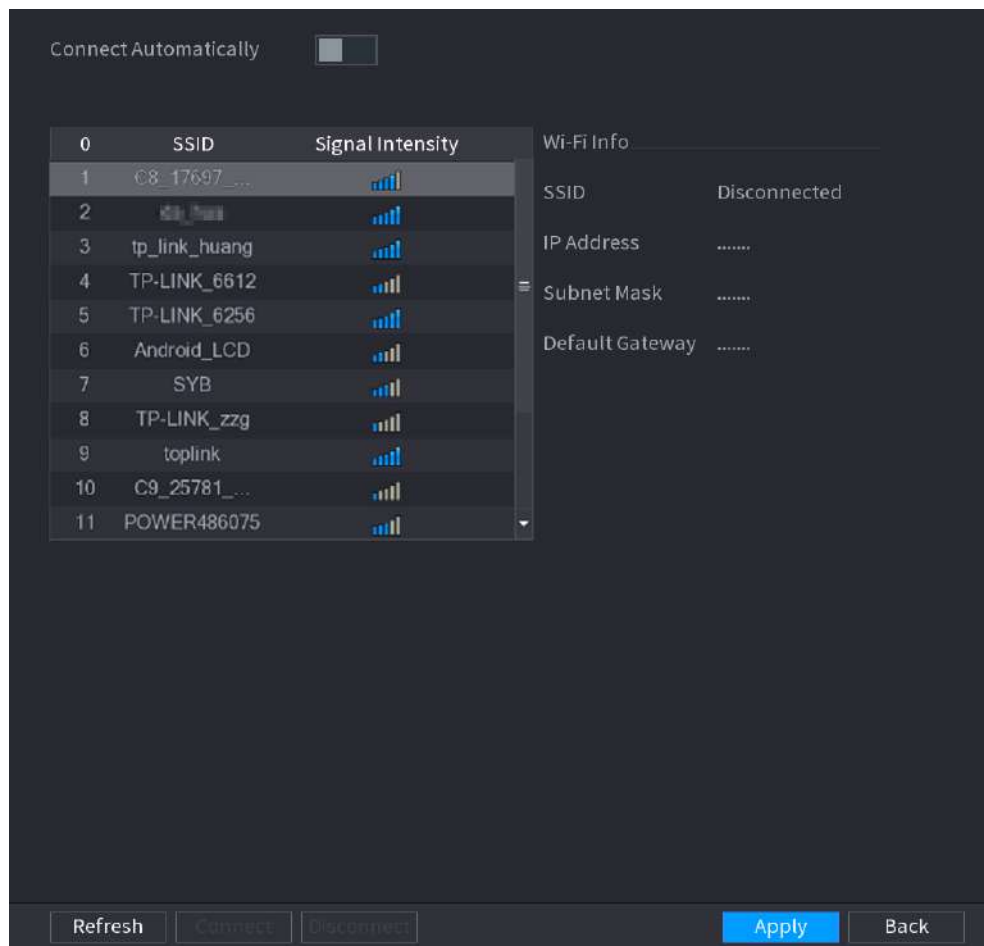 Connect Automatically
0 SSID Signal Intensity
1 C8_17697_...
2
3 tp_link_huang
4 TP-LINK_6612
5 TP-LINK_6256
6 Android_LCD
7 SYB
8 TP-LINK_zzg
9 toplink
10 C9_25781_...
11 POWER486075
Wi-Fi Info
SSID Disconnected
IP Address .......
Subnet Mask .......
Default Gateway .......
Refresh Connect Disconnect Apply Back